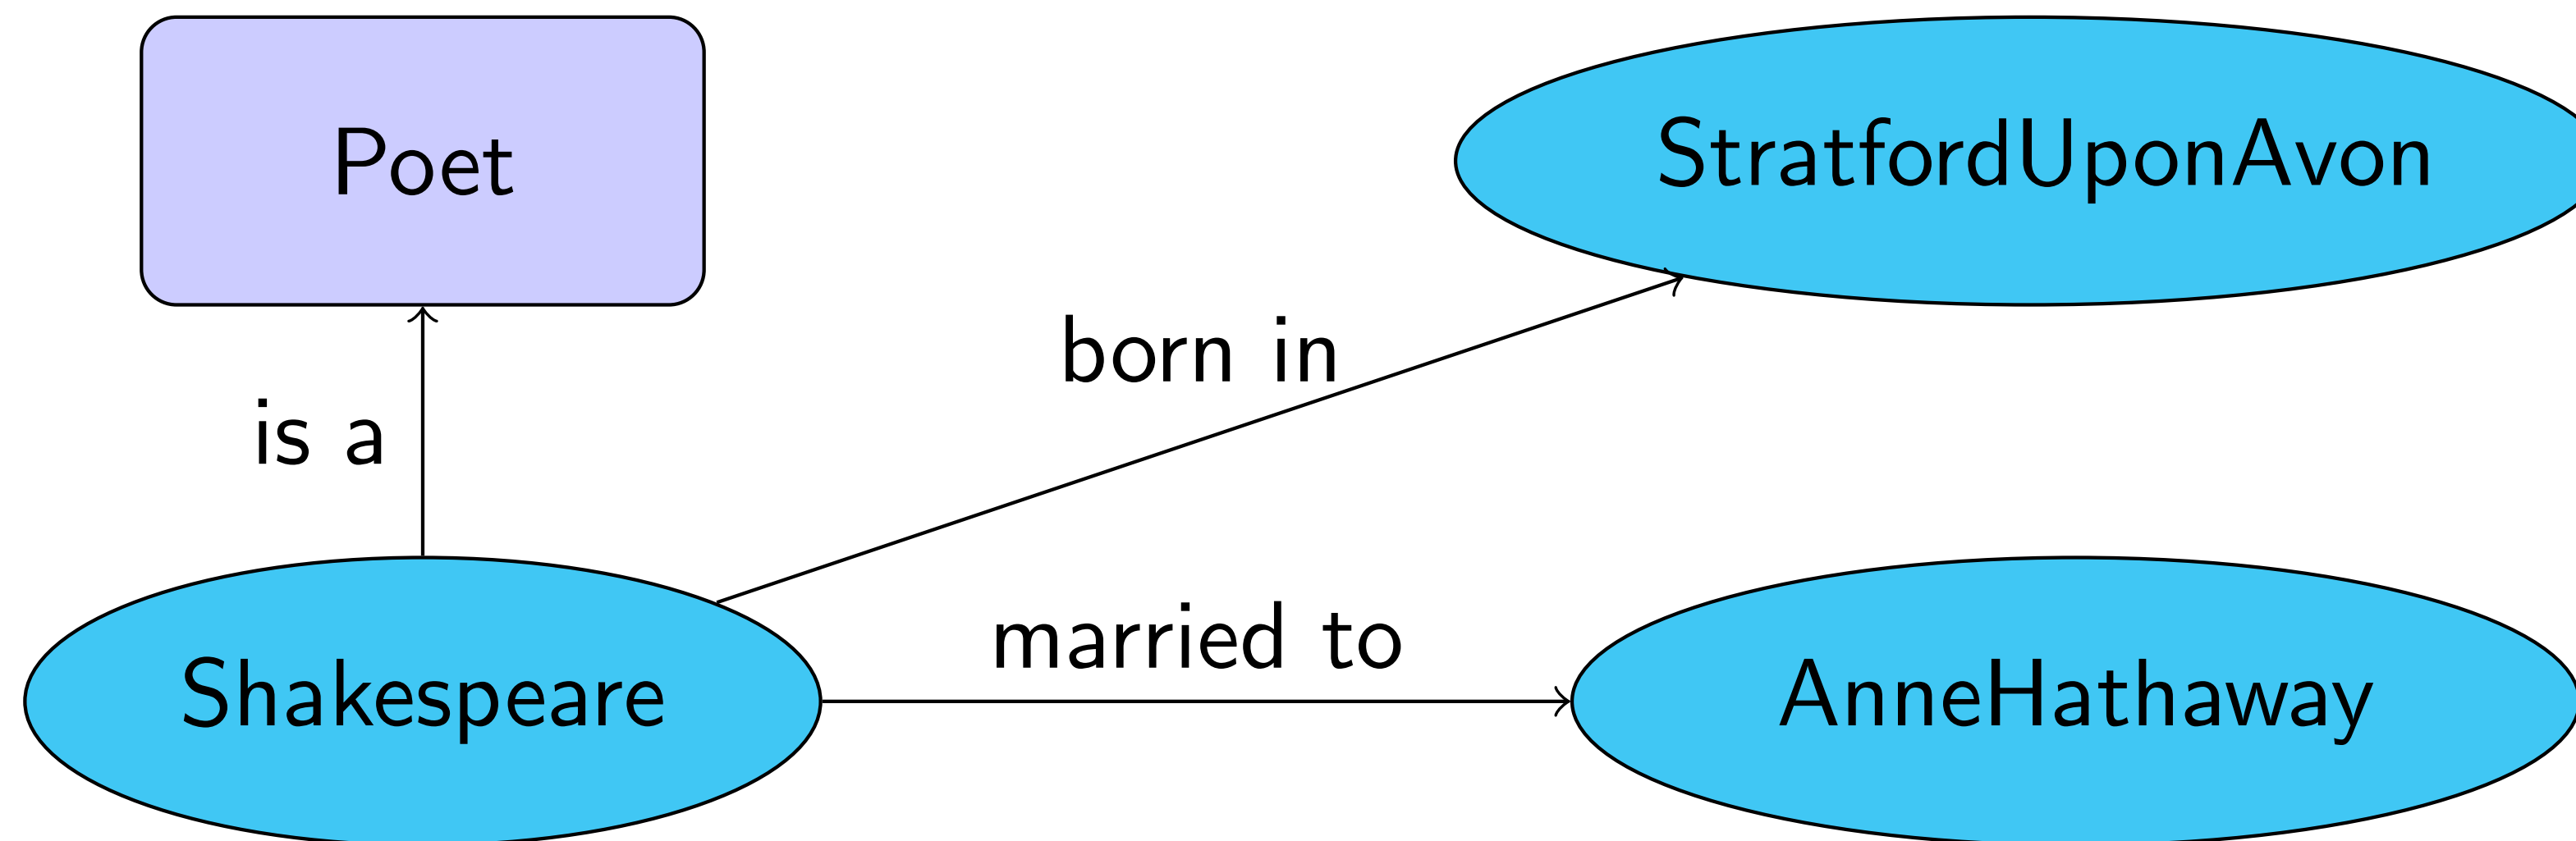 Poet
StratfordUponAvon
born in
is a
married to
Shakespeare
AnneHathaway